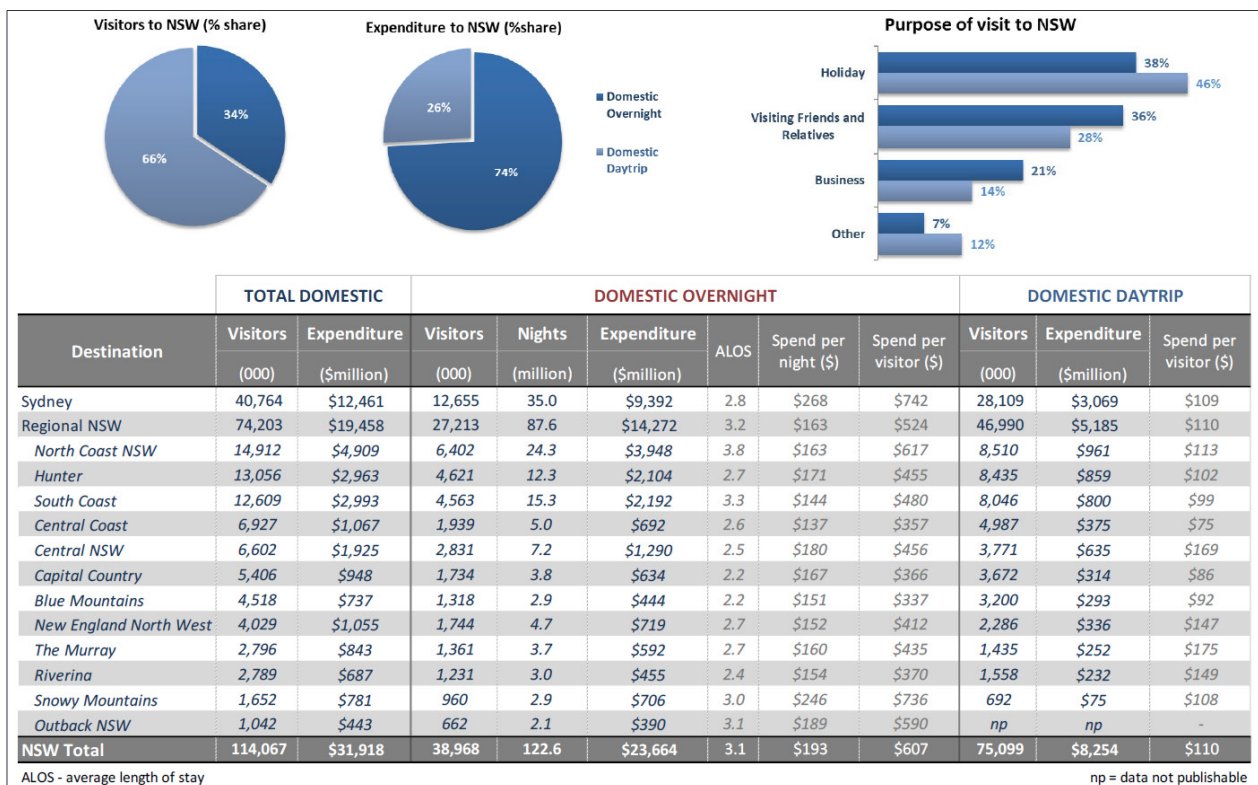 Visitors to NSW (% share)
34%
66%
Expenditure to NSW (%share)
26%
74%
Domestic Overnight
Domestic Daytrip
Purpose of visit to NSW
Holiday
38%
46%
Visiting Friends and Relatives
36%
28%
Business
21%
14%
Other
7%
12%
TOTAL DOMESTIC DOMESTIC OVERNIGHT DOMESTIC DAYTRIP
Destination Visitors (000) Expenditure ($million) Visitors (000) Nights (million) Expenditure ($million) ALOS Spend per night ($) Spend per visitor ($) Visitors (000) Expenditure ($million) Spend per visitor ($)
Sydney 40,764 $12,461 12,655 35.0 $9,392 2.8 $268 $742 28,109 $3,069 $109
Regional NSW 74,203 $19,458 27,213 87.6 $14,272 3.2 $163 $524 46,990 $5,185 $110
North Coast NSW 14,912 $4,909 6,402 24.3 $3,948 3.8 $163 $617 8,510 $961 $113
Hunter 13,056 $2,963 4,621 12.3 $2,104 2.7 $171 $455 8,435 $859 $102
South Coast 12,609 $2,993 4,563 15.3 $2,192 3.3 $144 $480 8,046 $800 $99
Central Coast 6,927 $1,067 1,939 5.0 $692 2.6 $137 $357 4,987 $375 $75
Central NSW 6,602 $1,925 2,831 7.2 $1,290 2.5 $180 $456 3,771 $635 $169
Capital Country 5,406 $948 1,734 3.8 $634 2.2 $167 $366 3,672 $314 $86
Blue Mountains 4,518 $737 1,318 2.9 $444 2.2 $151 $337 3,200 $293 $92
New England North West 4,029 $1,055 1,744 4.7 $719 2.7 $152 $412 2,286 $336 $147
The Murray 2,796 $843 1,361 3.7 $592 2.7 $160 $435 1,435 $252 $175
Riverina 2,789 $687 1,231 3.0 $455 2.4 $154 $370 1,558 $232 $149
Snowy Mountains 1,652 $781 960 2.9 $706 3.0 $246 $736 692 $75 $108
Outback NSW 1,042 $443 662 2.1 $390 3.1 $189 $590 np np -
NSW Total 114,067 $31,918 38,968 122.6 $23,664 3.1 $193 $607 75,099 $8,254 $110
ALOS - average length of stay
np = data not publishable